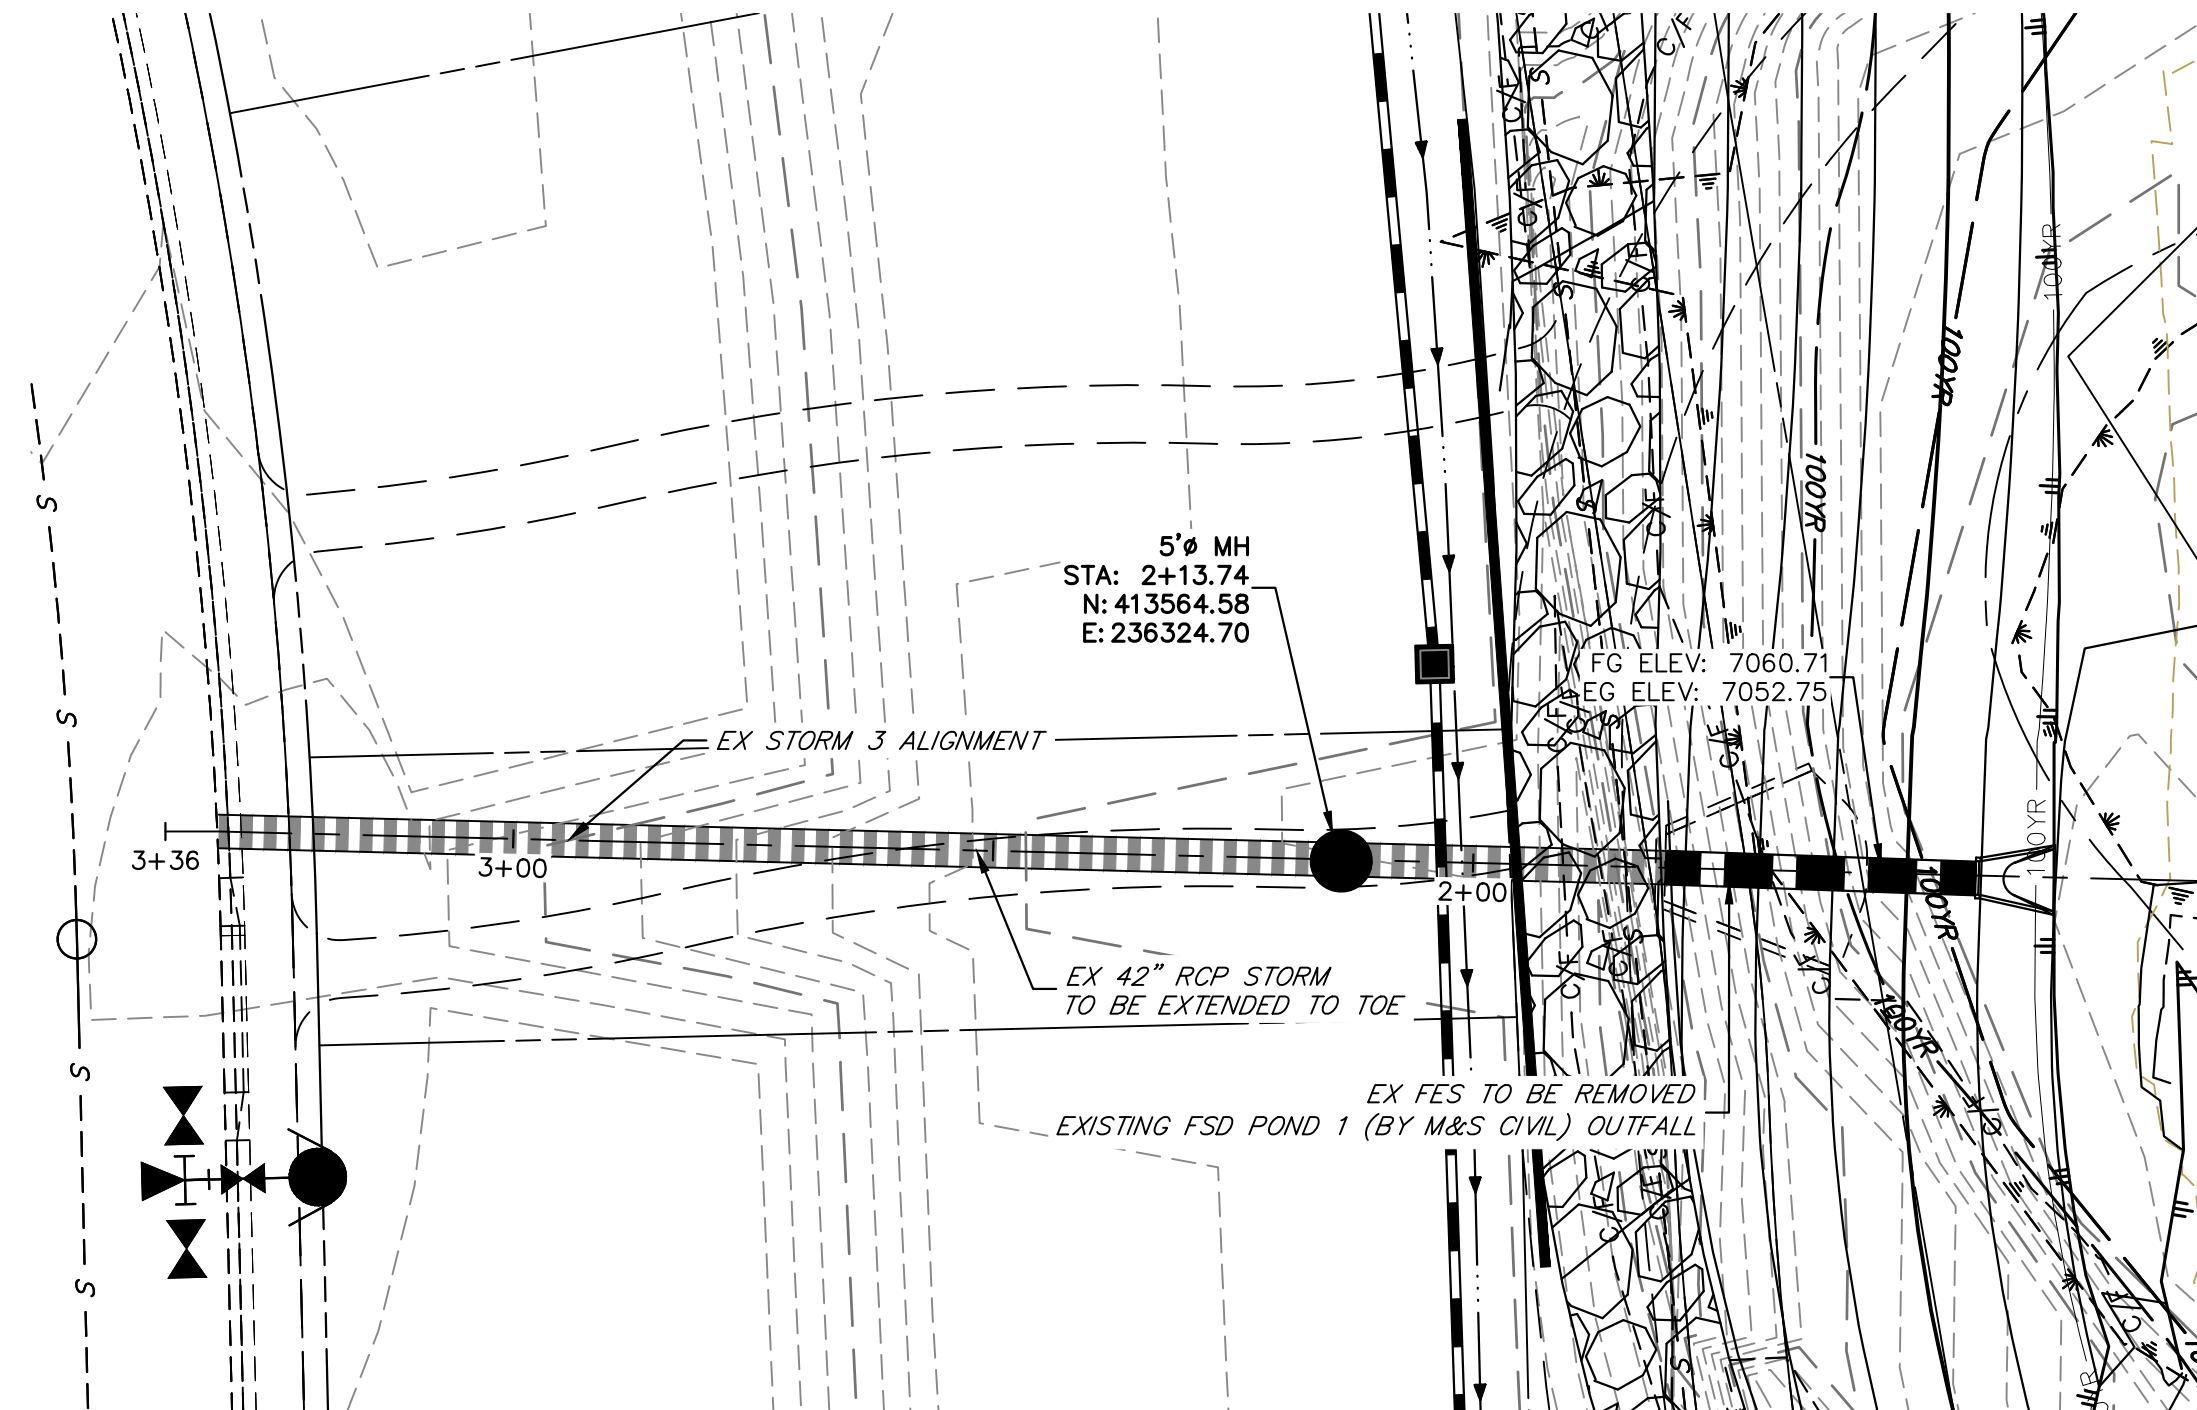 C/F
C/F
S
C/F
100YR
S
C/F
100YR
100YR
S
S
C/F
5'ø MH
STA: 2+13.74
N: 413564.58
E: 236324.70
FG ELEV: 7060.71
EG ELEV: 7052.75
S
C/F
S
C/F
EX STORM 3 ALIGNMENT
3+36
3+00
2+00
100YR
100YR
C/F
S
C/F
EX 42" RCP STORM
TO BE EXTENDED TO TOE
100YR
S
EX FES TO BE REMOVED
EXISTING FSD POND 1 (BY M&S CIVIL) OUTFALL
C/F
C/F
S
C/F
S